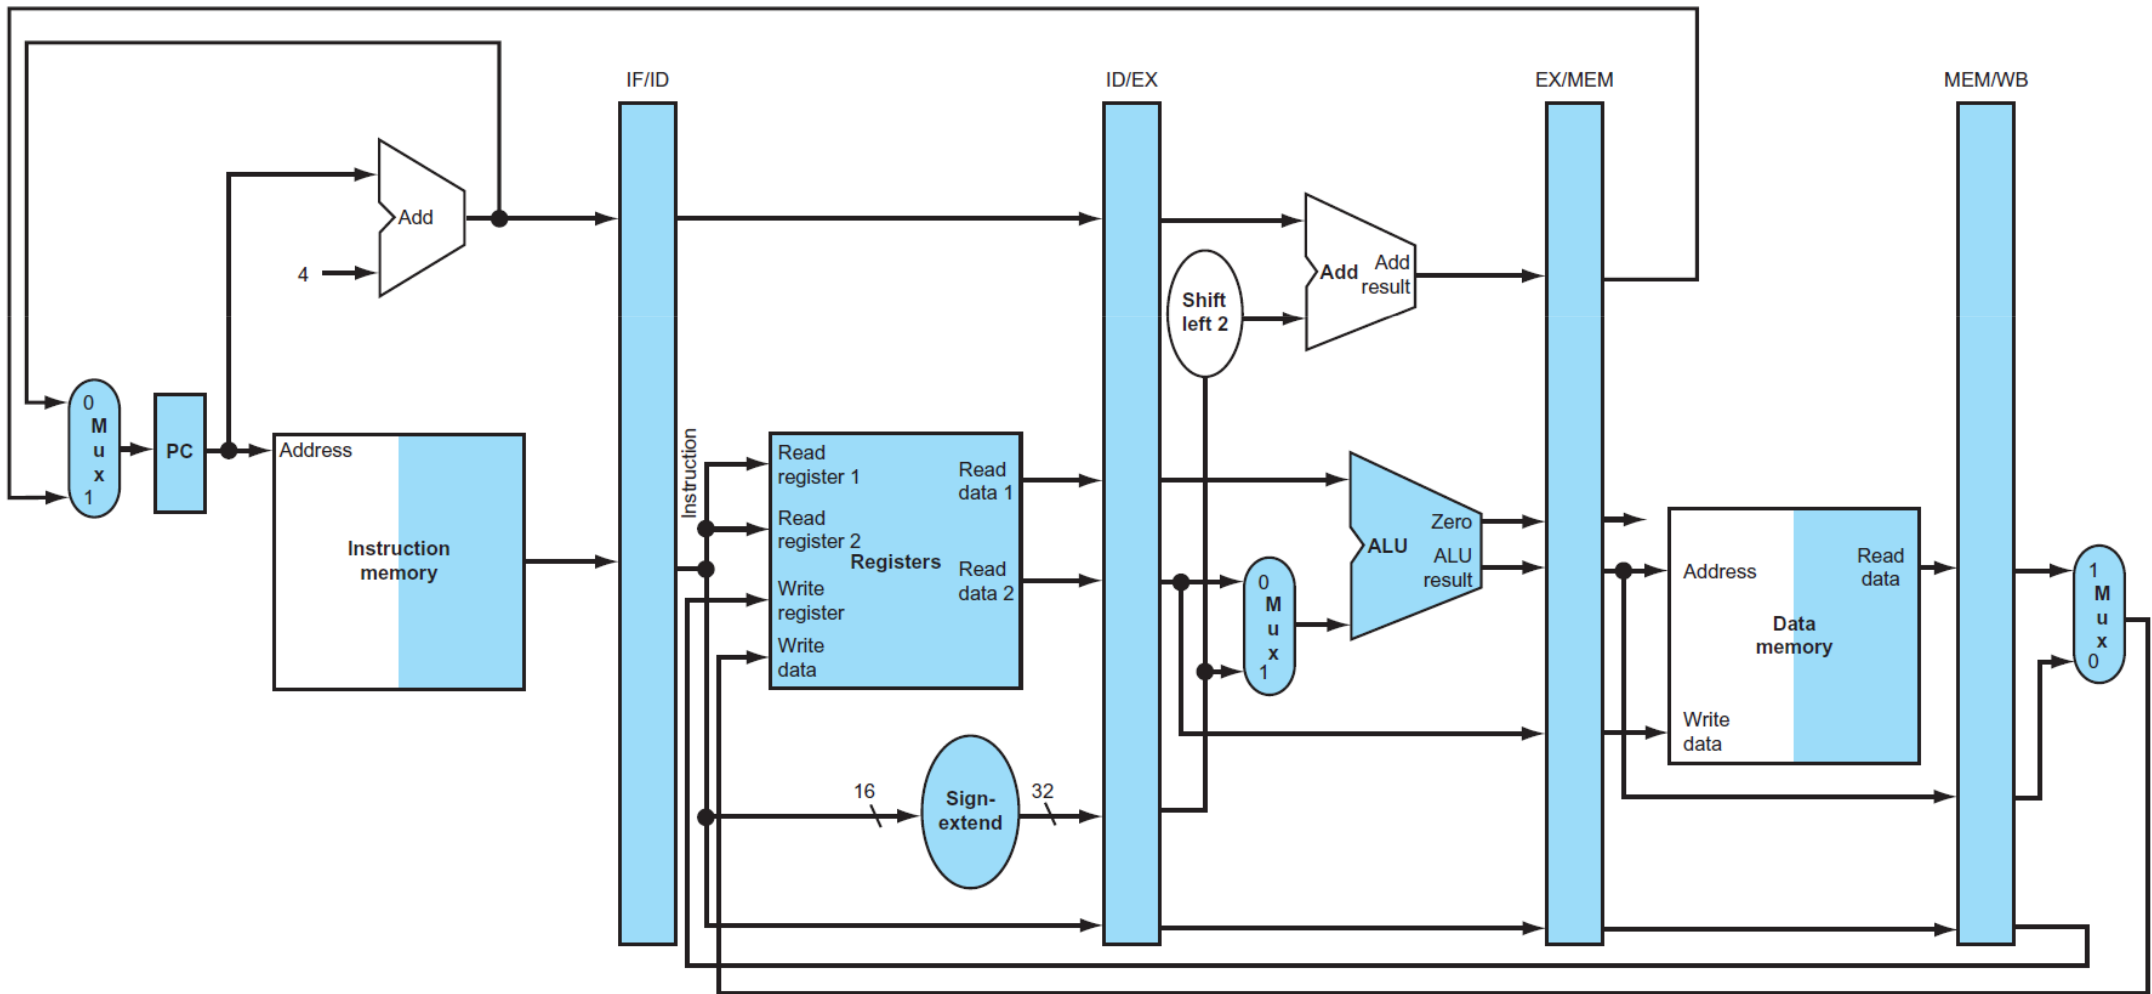 IF/ID
ID/EX
EX/MEM
MEM/WB
Add
4
Add
Add
result
Shift
left 2
0
M
u
x
1
PC
Address
Instruction
memory
Instruction
Read
register 1
Read
register 2
Write
register
Write
data
Registers
Read
data 1
Read
data 2
16
Sign-
extend
32
0
M
u
x
1
Zero
ALU
ALU
result
Address
Read
data
Data
memory
Write
data
1
M
u
x
0